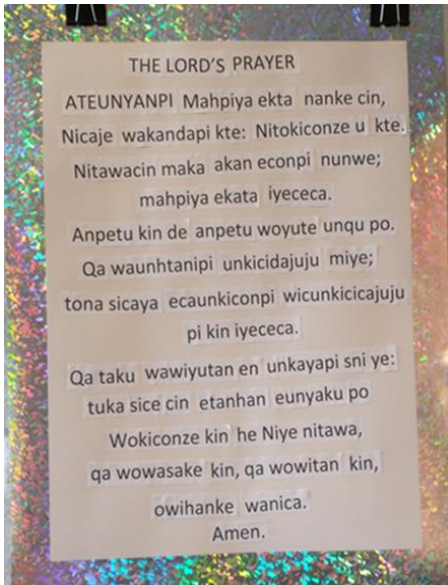 THE LORD'S PRAYER
ATEUNYANPI Mahpiya ekta nanke cin,
Nicaje wakandapi kte: Nitokiconze u kte.
Nitawacin maka akan econpi nunwe;
mahpiya ekata iyececa.
Anpetu kin de anpetu woyute unqu po.
Qa waunhtanipi unkicidajuju miye;
tona sicaya ecaunkiconpi wicunkicicajuju
pi kin iyececa.
Qa taku wawiyutan en unkayapi sni ye:
tuka sice cin etanhan eunyaku po
Wokiconze kin he Niye nitawa,
qa wowasake kin, qa wowitan kin,
owihanke wanica.
Amen.